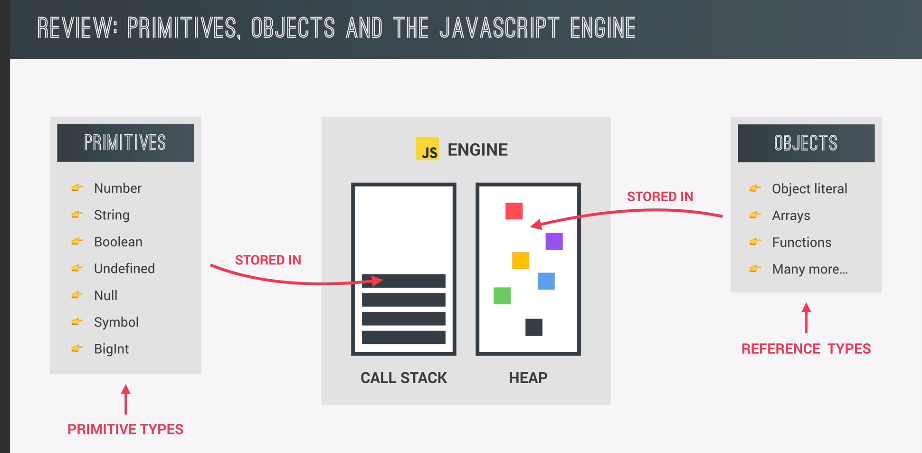 REVIEW: PRIMITIVES, OBJECTS AND THE JAVASCRIPT ENGINE
PRIMITIVES
Number
String
Boolean
Undefined
Null
Symbol
BigInt
PRIMITIVE TYPES
STORED IN
JS ENGINE
CALL STACK
HEAP
STORED IN
OBJECTS
Object literal
Arrays
Functions
Many more...
REFERENCE TYPES